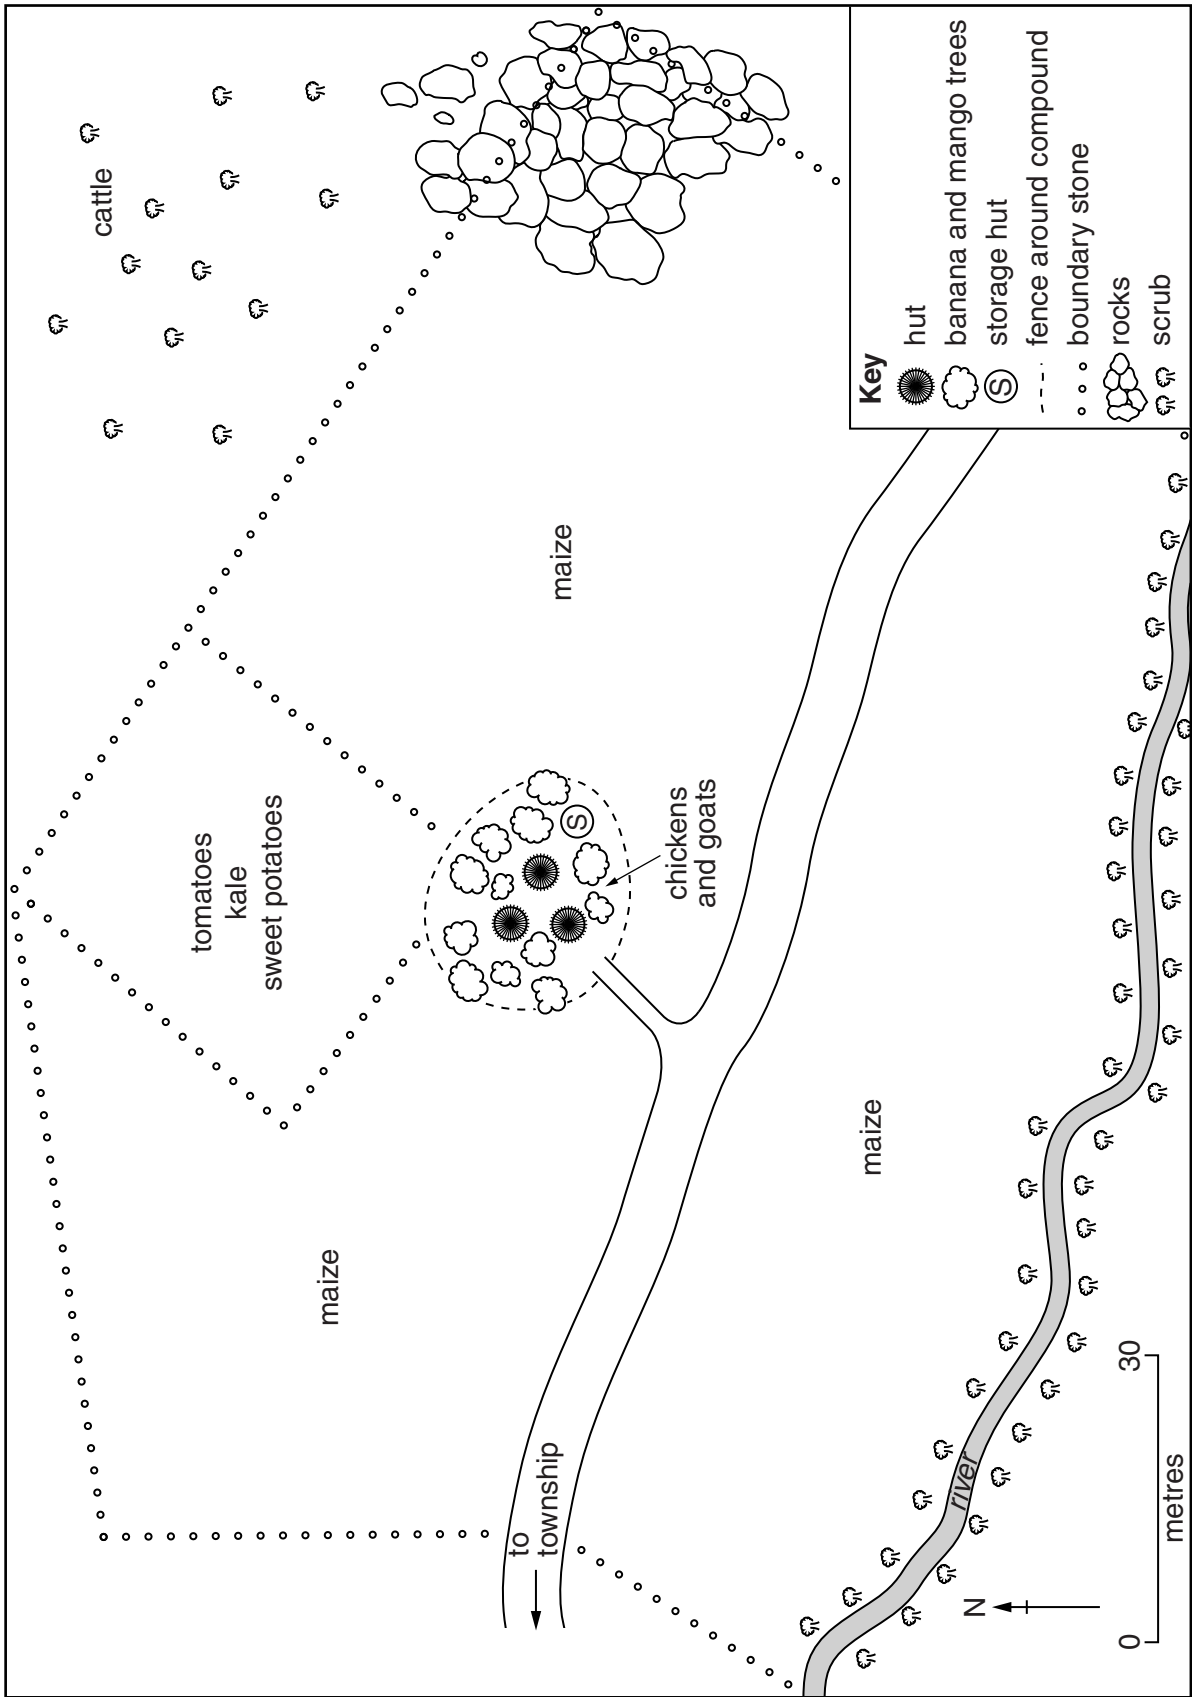 cattle
tomatoes
kale
sweet potatoes
maize
maize
chickens
and goats
S
to
township
maize
river
N
0 30
metres
Key
hut
banana and mango trees
S storage hut
fence around compound
boundary stone
rocks
scrub